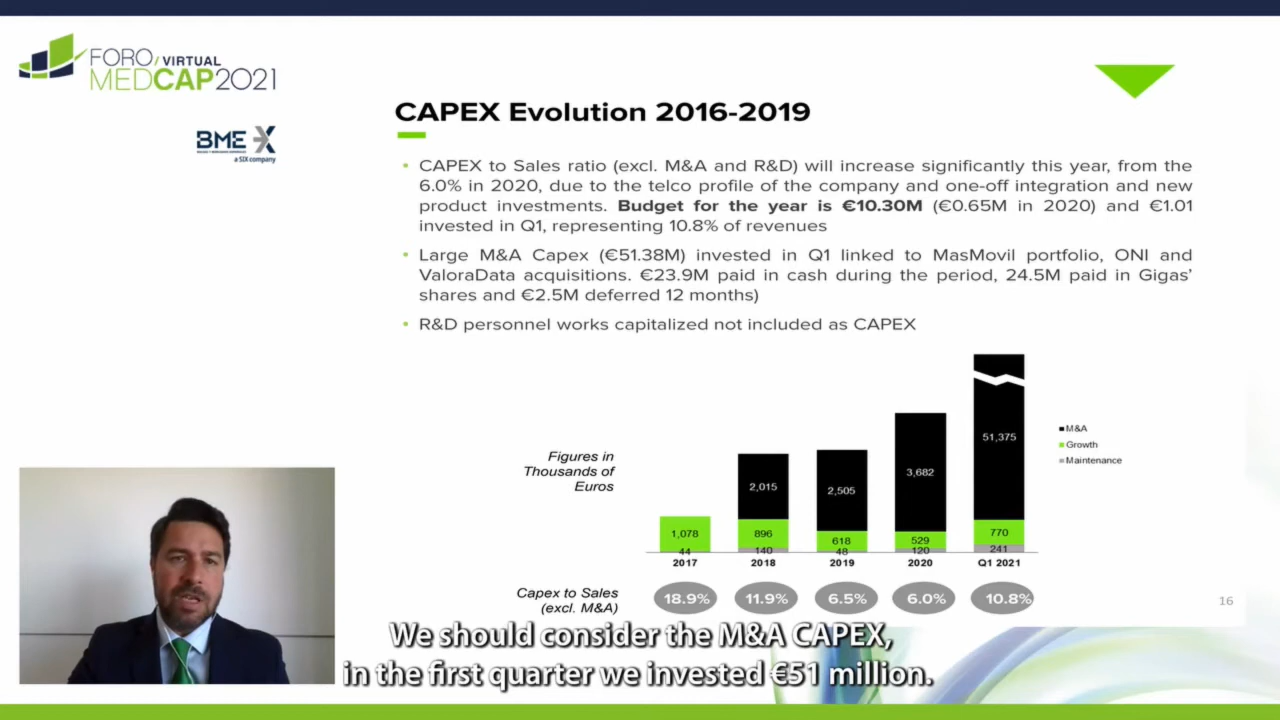 FORO/VIRTUAL
MEDCAP2021
BME X
a SIX company
CAPEX Evolution 2016-2019
• CAPEX to Sales ratio (excl. M&A and R&D) will increase significantly this year, from the
6.0% in 2020, due to the telco profile of the company and one-off integration and new
product investments. Budget for the year is €10.30M (€0.65M in 2020) and €1.01
invested in Q1, representing 10.8% of revenues
• Large M&A Capex (€51.38M) invested in Q1 linked to MasMovil portfolio, ONI and
ValoraData acquisitions. €23.9M paid in cash during the period, 24.5M paid in Gigas’
shares and €2.5M deferred 12 months)
• R&D personnel works capitalized not included as CAPEX
Figures in
Thousands of
Euros
1,078
44
2017
2,015
896
140
2018
2,505
618
48
2019
3,682
529
120
2020
51,375
770
241
Q1 2021
M&A
Growth
Maintenance
Capex to Sales
(excl. M&A)
18.9%
11.9%
6.5%
6.0%
10.8%
16
We should consider the M&A CAPEX,
in the first quarter we invested €51 million.